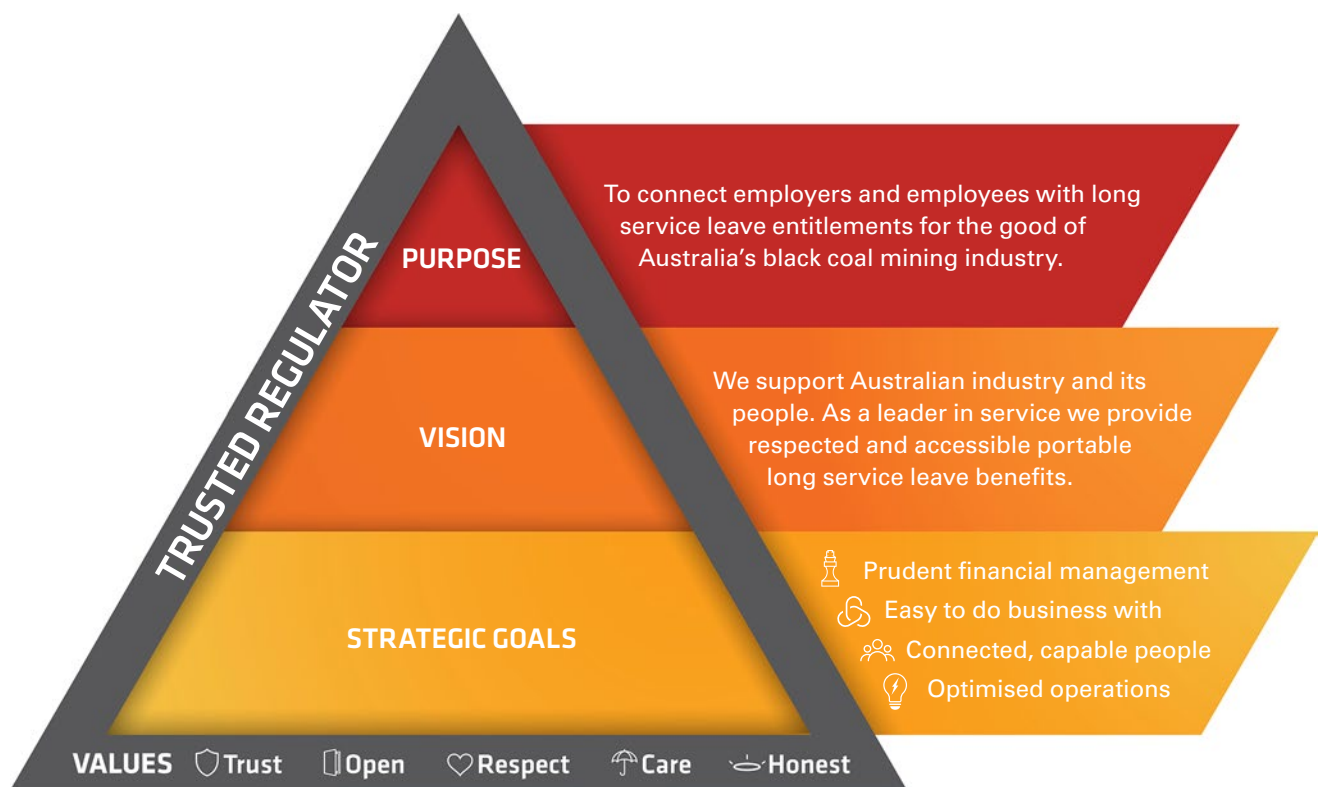 TRUSTED REGULATOR
PURPOSE
To connect employers and employees with long
service leave entitlements for the good of
Australia’s black coal mining industry.
VISION
We support Australian industry and its
people. As a leader in service we provide
respected and accessible portable
long service leave benefits.
STRATEGIC GOALS
Prudent financial management
Easy to do business with
Connected, capable people
Optimised operations
VALUES Trust Open Respect Care Honest